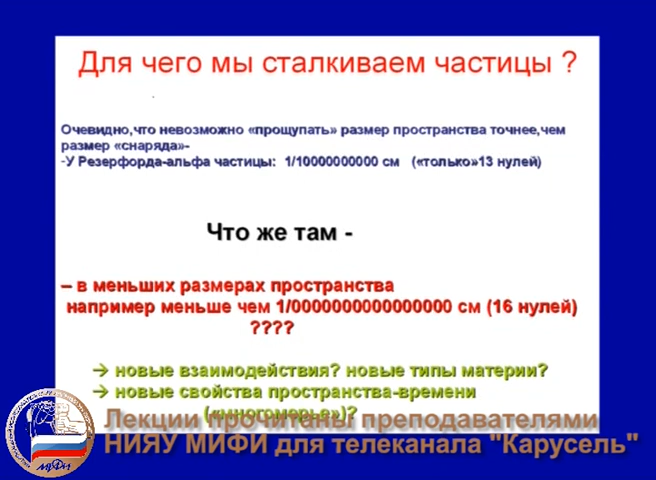 Для чего мы сталкиваем частицы ?
Очевидно,что невозможно «прощупать» размер пространства точнее,чем
размер «снаряда»-
-У Резерфорда-альфа частицы: 1/10000000000 см («только»13 нулей)
Что же там -
– в меньших размерах пространства
например меньше чем 1/0000000000000000 см (16 нулей)
????
→ новые взаимодействия? новые типы материи?
→ новые свойства пространства-времени
(«многомерье»)?
Лекции прочитаны преподавателями
НИЯУ МИФИ для телеканала "Карусель"
МИФИ